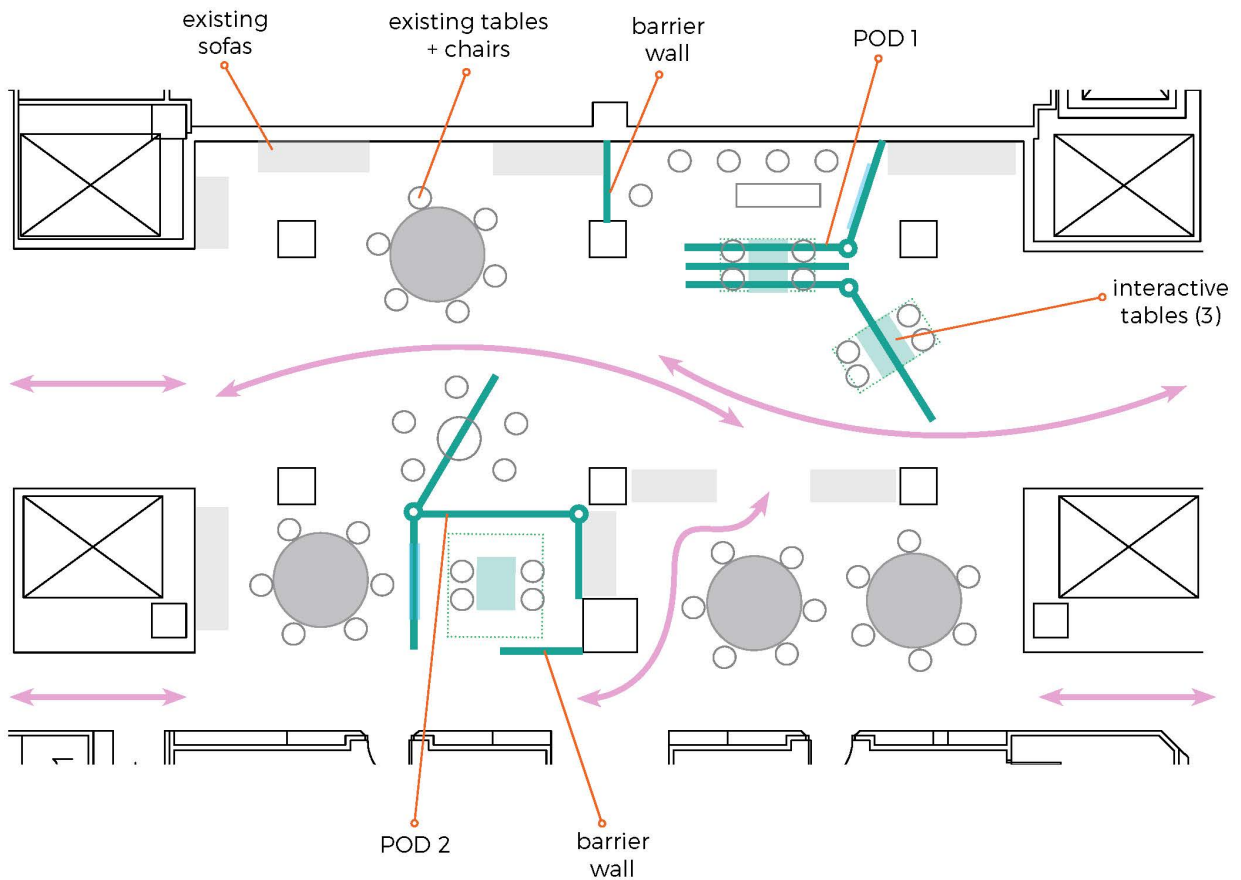 existing
sofas
existing tables
+ chairs
barrier
wall
POD 1
interactive
tables (3)
POD 2
barrier
wall